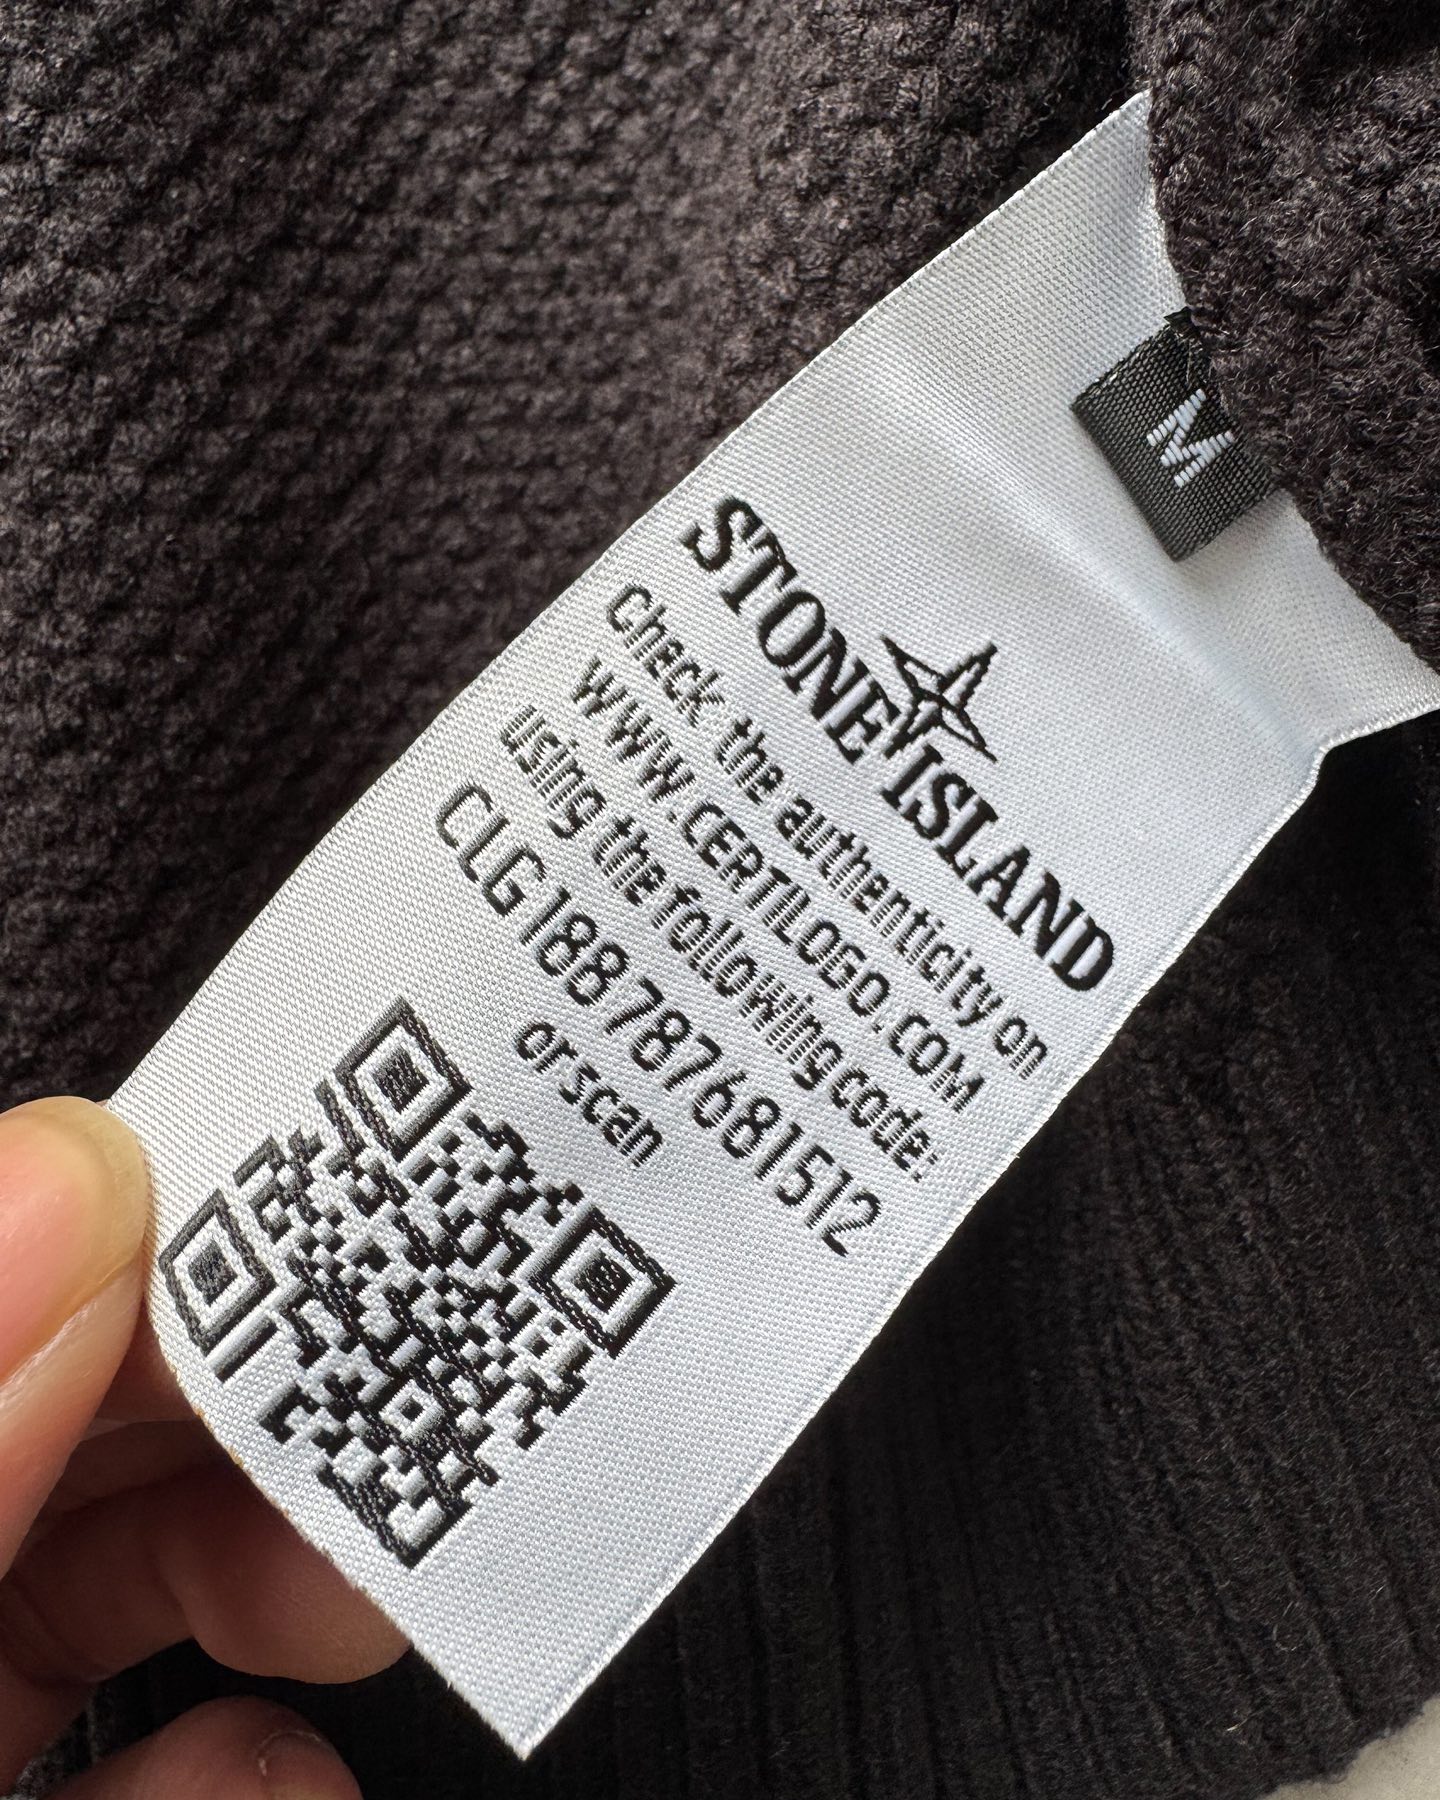 M
STONE ISLAND
Check the authenticity on
WWW.CERTILOGO.COM
using the following code:
CLG 188 787 681 512
or scan